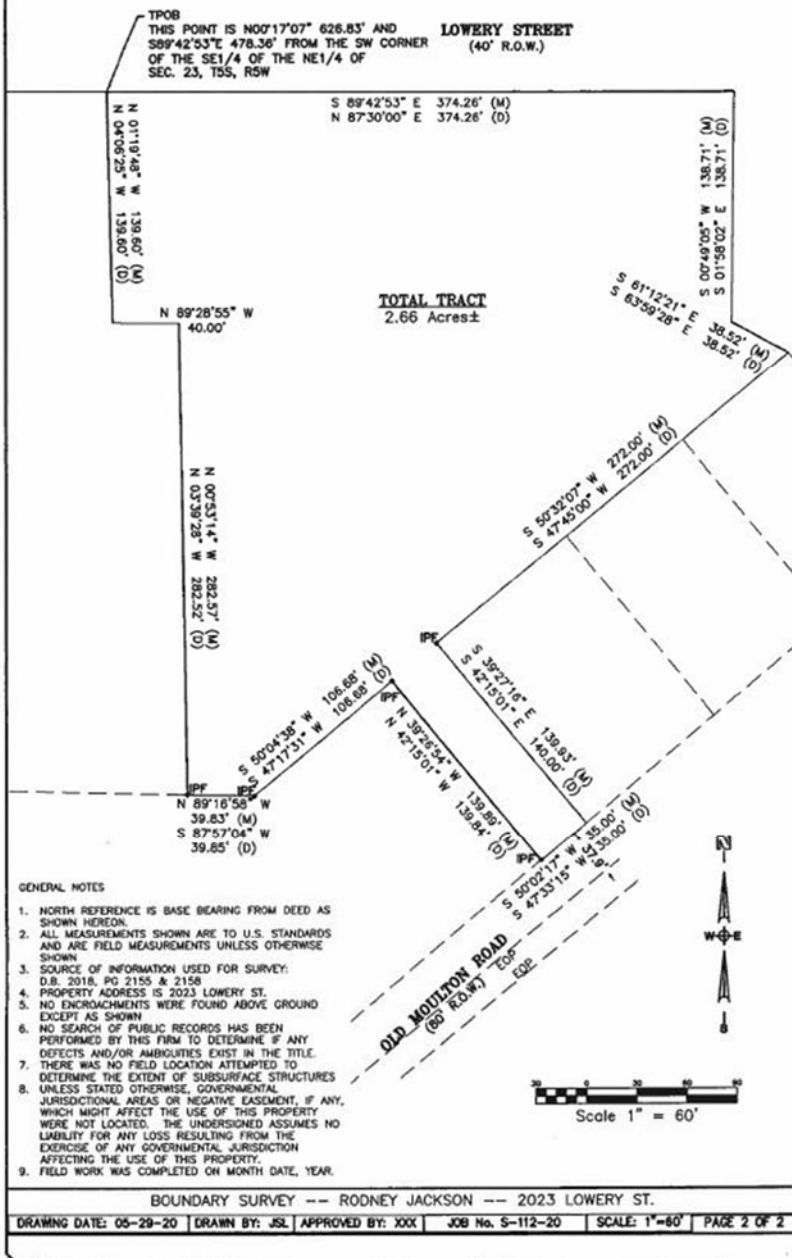 TPOB
THIS POINT IS N00°17'07" 626.83' AND
S89°42'53"E 478.36' FROM THE SW CORNER
OF THE SE1/4 OF THE NE1/4 OF
SEC. 23, T5S, R5W
LOWERY STREET
(40' R.O.W.)
S 89°42'53" E 374.26' (M)
N 87°30'00" E 374.26' (D)
N 01°19'48" W 139.60' (M)
N 04°06'25" W 139.60' (D)
S 00°49'05" W 138.71' (M)
S 01°58'02" E 138.71' (D)
S 61°12'21" E 38.52' (M)
S 63°59'28" E 38.52' (D)
N 89°28'55" W
40.00'
TOTAL TRACT
2.66 Acres±
S 50°32'07" W 272.00' (M)
S 47°45'00" W 272.00' (D)
N 00°53'14" W 282.57' (M)
N 03°39'28" W 282.52' (D)
IPF
S 39°27'16" E 139.93' (M)
S 42°15'01" E 140.00' (D)
S 50°04'38" W 106.68' (M)
S 47°17'31" W 106.68' (D)
IPF
N 39°26'54" W 139.89' (M)
N 42°15'01" W 139.84' (D)
IPF
IPF
N 89°16'58" W
39.83' (M)
S 87°57'04" W
39.85' (D)
IPF
S 50°02'17" W 35.00' (M)
S 47°33'15" W 35.00' (D)
37.9'
OLD MOULTON ROAD
(80' R.O.W.)
EOP
EOP
N
W E
S
GENERAL NOTES
1. NORTH REFERENCE IS BASE BEARING FROM DEED AS
SHOWN HEREON.
2. ALL MEASUREMENTS SHOWN ARE TO U.S. STANDARDS
AND ARE FIELD MEASUREMENTS UNLESS OTHERWISE
SHOWN
3. SOURCE OF INFORMATION USED FOR SURVEY:
D.B. 2018, PG 2155 & 2158
4. PROPERTY ADDRESS IS 2023 LOWERY ST.
5. NO ENCROACHMENTS WERE FOUND ABOVE GROUND
EXCEPT AS SHOWN
6. NO SEARCH OF PUBLIC RECORDS HAS BEEN
PERFORMED BY THIS FIRM TO DETERMINE IF ANY
DEFECTS AND/OR AMBIGUITIES EXIST IN THE TITLE.
7. THERE WAS NO FIELD LOCATION ATTEMPTED TO
DETERMINE THE EXTENT OF SUBSURFACE STRUCTURES
8. UNLESS STATED OTHERWISE, GOVERNMENTAL
JURISDICTIONAL AREAS OR NEGATIVE EASEMENT, IF ANY,
WHICH MIGHT AFFECT THE USE OF THIS PROPERTY
WERE NOT LOCATED. THE UNDERSIGNED ASSUMES NO
LIABILITY FOR ANY LOSS RESULTING FROM THE
EXERCISE OF ANY GOVERNMENTAL JURISDICTION
AFFECTING THE USE OF THIS PROPERTY.
9. FIELD WORK WAS COMPLETED ON MONTH DATE, YEAR.
30 0 30 60 90
Scale 1" = 60'
BOUNDARY SURVEY -- RODNEY JACKSON -- 2023 LOWERY ST.
DRAWING DATE: 05-29-20 DRAWN BY: JSL APPROVED BY: XXX JOB No. S-112-20 SCALE: 1"=60' PAGE 2 OF 2